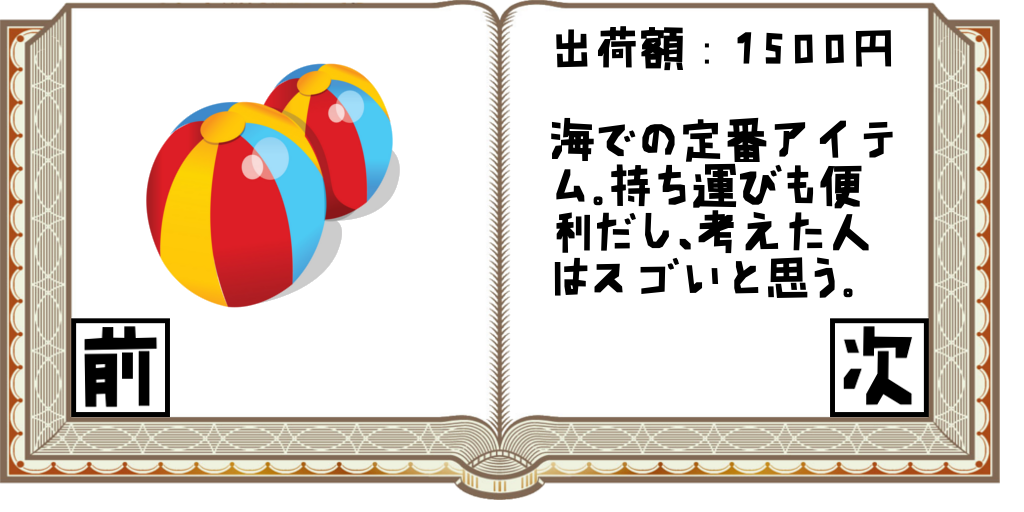 出荷額：1500円
海での定番アイテ
ム。持ち運びも便
利だし、考えた人
はスゴいと思う。
前
次